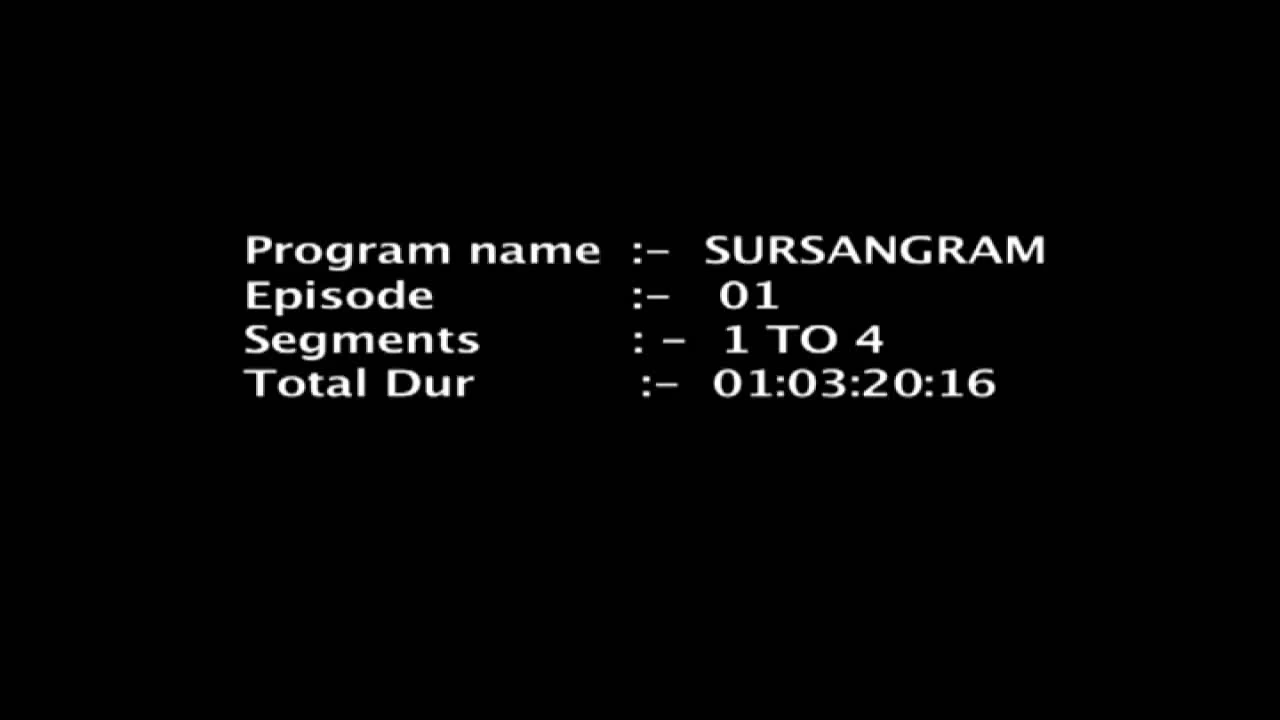 Program name :– SURSANGRAM
Episode :– 01
Segments : – 1 TO 4
Total Dur :– 01:03:20:16